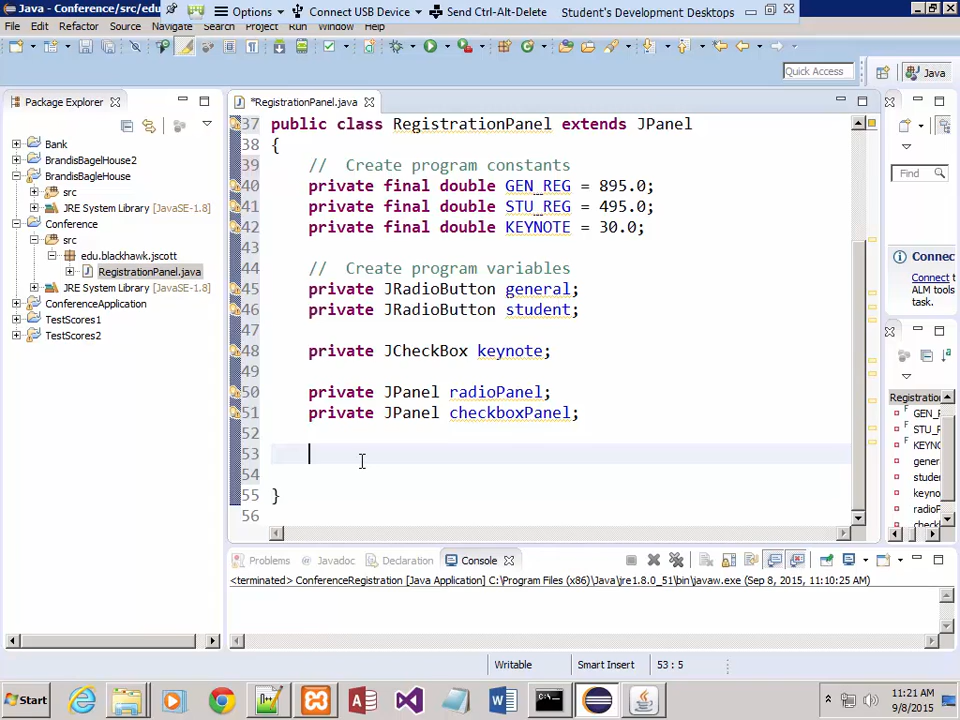 Java - Conference/src/edu
Options
Connect USB Device
Send Ctrl-Alt-Delete
Student's Development Desktops
File Edit Refactor Source Navigate Search Project Run Window Help
Quick Access
Java
Package Explorer
Bank
BrandisBagelHouse2
BrandisBagelHouse
src
JRE System Library [JavaSE-1.8]
Conference
src
edu.blackhawk.jscott
RegistrationPanel.java
JRE System Library [JavaSE-1.8]
ConferenceApplication
TestScores1
TestScores2
*RegistrationPanel.java
37 public class RegistrationPanel extends JPanel
38 {
39 // Create program constants
40 private final double GEN_REG = 895.0;
41 private final double STU_REG = 495.0;
42 private final double KEYNOTE = 30.0;
43
44 // Create program variables
45 private JRadioButton general;
46 private JRadioButton student;
47
48 private JCheckBox keynote;
49
50 private JPanel radioPanel;
51 private JPanel checkboxPanel;
52
53
54
55 }
56
Find
Connec
Connect to
ALM tools
task.
Registratio
F GEN_
F STU_
F KEYNO
gener
stude
keyno
radioP
Problems
Javadoc
Declaration
Console
<terminated> ConferenceRegistration [Java Application] C:\Program Files (x86)\Java\jre1.8.0_51\bin\javaw.exe (Sep 8, 2015, 11:10:25 AM)
Writable
Smart Insert
53 : 5
Start
11:21 AM
9/8/2015